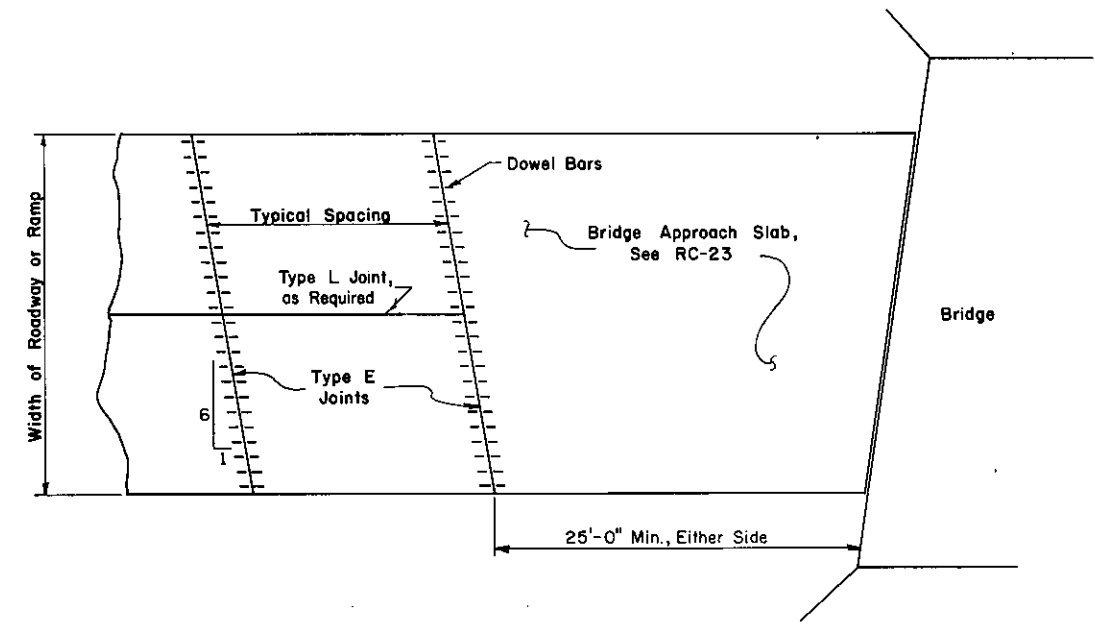 Dowel Bars
Typical Spacing
Bridge Approach Slab,
See RC-23
Type L Joint,
as Required
Bridge
Width of Roadway or Ramp
Type E
Joints
6
1
25'-0" Min., Either Side